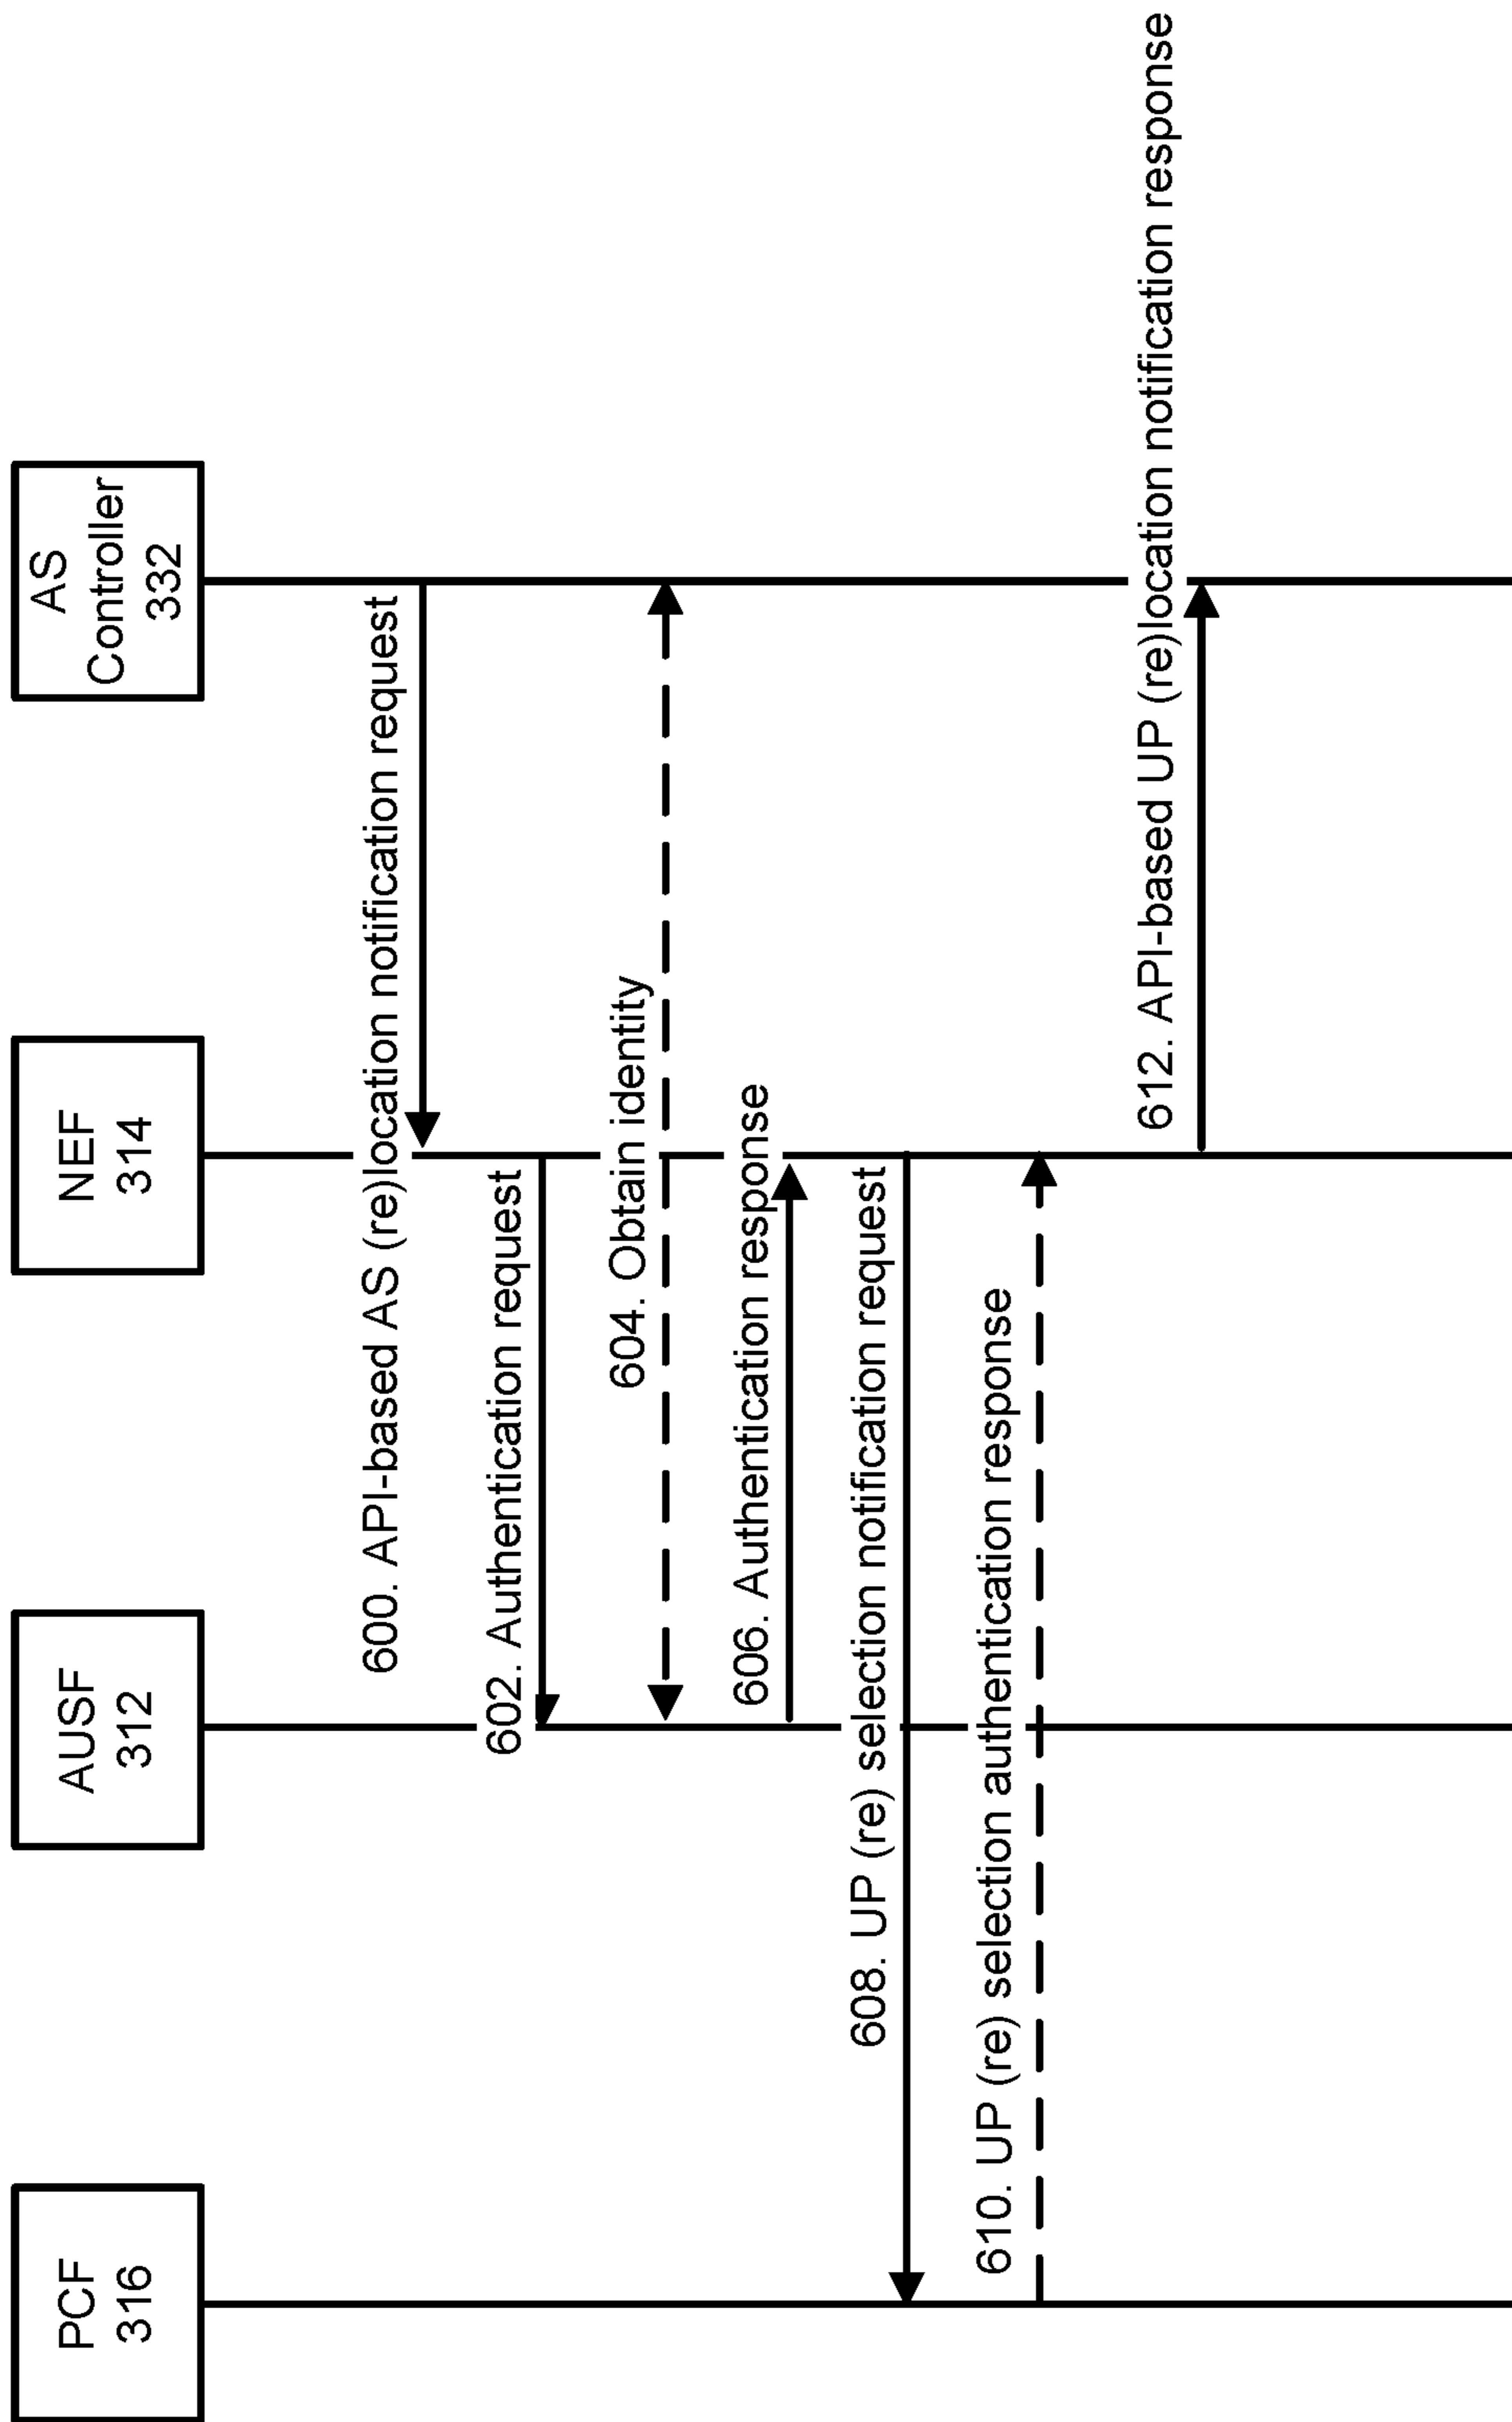 PCF
316
AUSF
312
NEF
314
AS
Controller
332
600. API-based AS (re)location notification request
602. Authentication request
604. Obtain identity
606. Authentication response
608. UP (re) selection notification request
610. UP (re) selection authentication response
612. API-based UP (re)location notification response